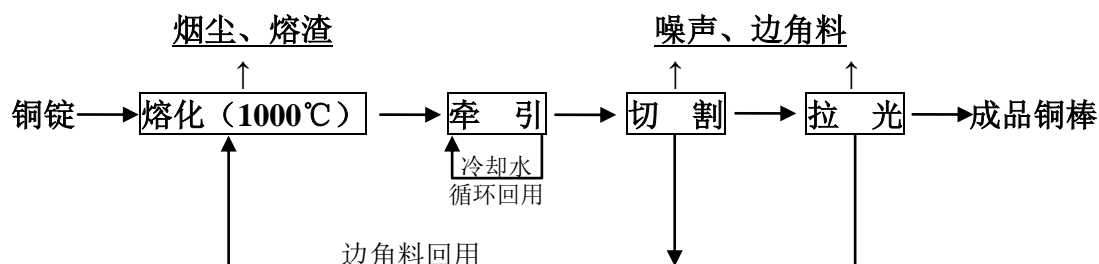 烟尘、熔渣 噪声、边角料
铜锭 熔化（1000℃） 牵 引 切 割 拉 光 成品铜棒
冷却水
循环回用
边角料回用